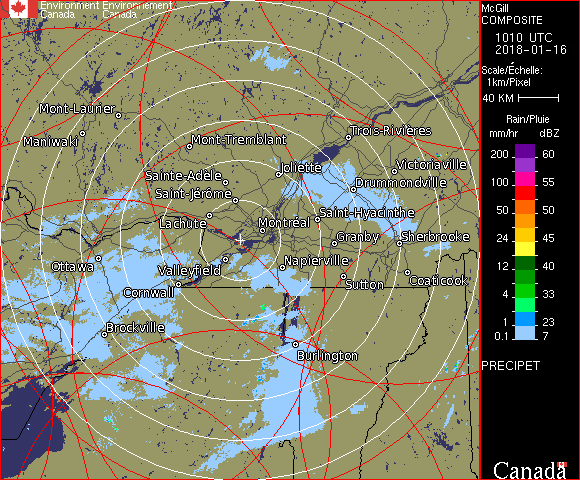 Environment Environnement
Canada Canada
McGill
COMPOSITE
1010 UTC
2018-01-16
Scale/Échelle:
1km/Pixel
40 KM
Rain/Pluie
mm/hr dBZ
200 60
100 55
50 50
24 45
12 40
4 33
1 23
0.1 7
PRECIPET
Canada
Mont-Laurier
Maniwaki
Mont-Tremblant
Trois-Rivières
Victoriaville
Joliette
Sainte-Adèle
Drummondville
Saint-Jérôme
Saint-Hyacinthe
Lachute
Montréal
Granby
Sherbrooke
Napierville
Ottawa
Valleyfield
Sutton
Coaticook
Cornwall
Brockville
Burlington